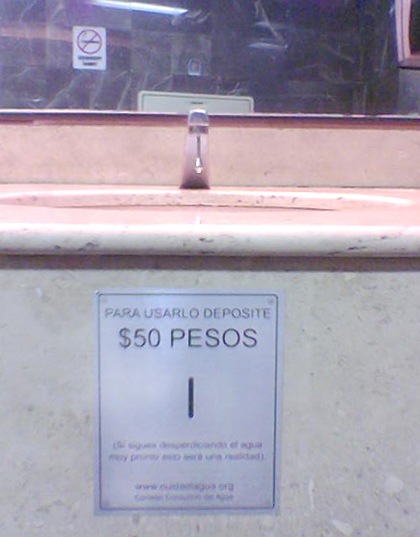 PARA USARLO DEPOSITE
$50 PESOS
(Si sigues desperdiciando el agua
muy pronto esto será una realidad).
www.cuidaelagua.org
Consejo Consultivo de Agua